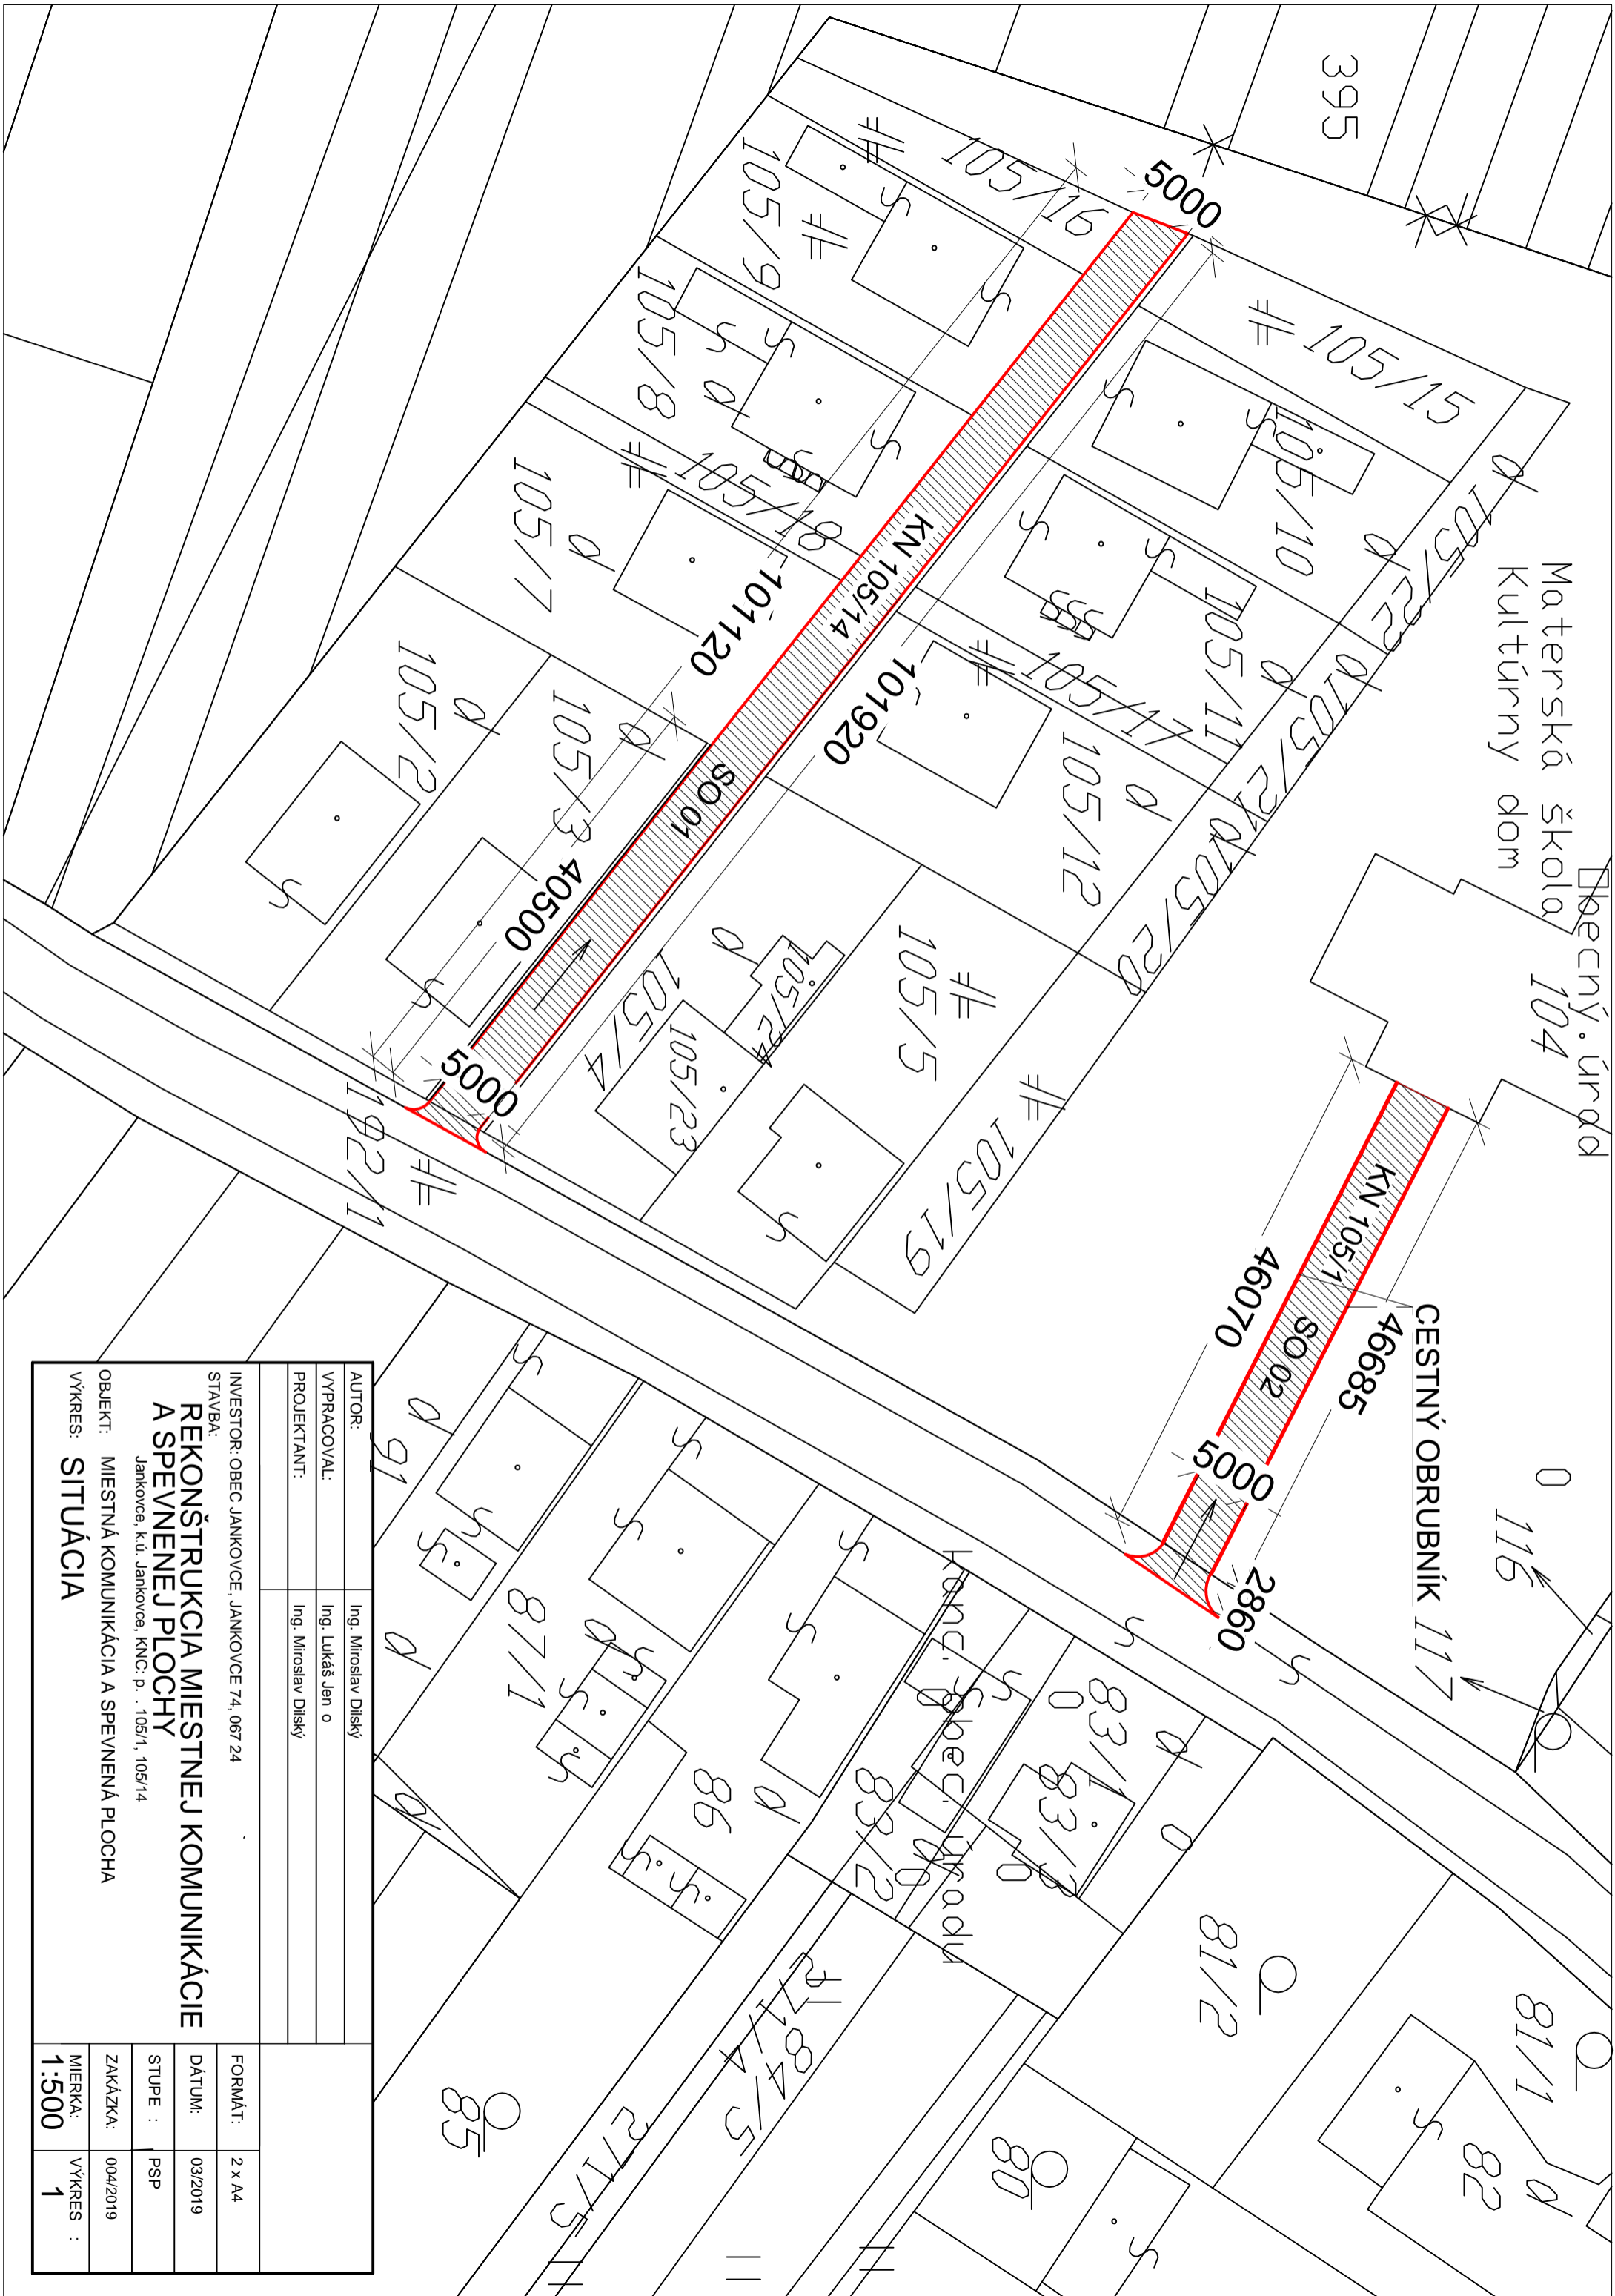 395
# 105/16
5000
# 105/15
105/9
#
105/8
# 105/18
105/7
105/10
105/22
105/11
105/21
# 105/17
105/20
Materská škola
Kultúrny dom
104
KN 105/14
101120
101920
105/12
105/2
105/3
SO 01
40500
105/4
105/24
105/23
105/5
#
# 105/19
5000
192/1
#
KN 105/1
46070
46685
SO 02
5000
2860
CESTNÝ OBRUBNÍK
0
116
117
91
87/1
86
83/2
0
0
0
0
81/2
81/1
82
80
85
84/5
271/5
AUTOR:
Ing. Miroslav Dilský
VYPRACOVAL:
Ing. Lukáš Jen o
PROJEKTANT:
Ing. Miroslav Dilský
INVESTOR: OBEC JANKOVCE, JANKOVCE 74, 067 24
STAVBA:
REKONŠTRUKCIA MIESTNEJ KOMUNIKÁCIE
A SPEVNENEJ PLOCHY
Jankovce, k.ú. Jankovce, KNC: p. . 105/1, 105/14
OBJEKT: MIESTNÁ KOMUNIKÁCIA A SPEVNENÁ PLOCHA
VÝKRES: SITUÁCIA
FORMÁT: 2 x A4
DÁTUM: 03/2019
STUPE : PSP
ZAKÁZKA: 004/2019
MIERKA: 1:500
VÝKRES : 1